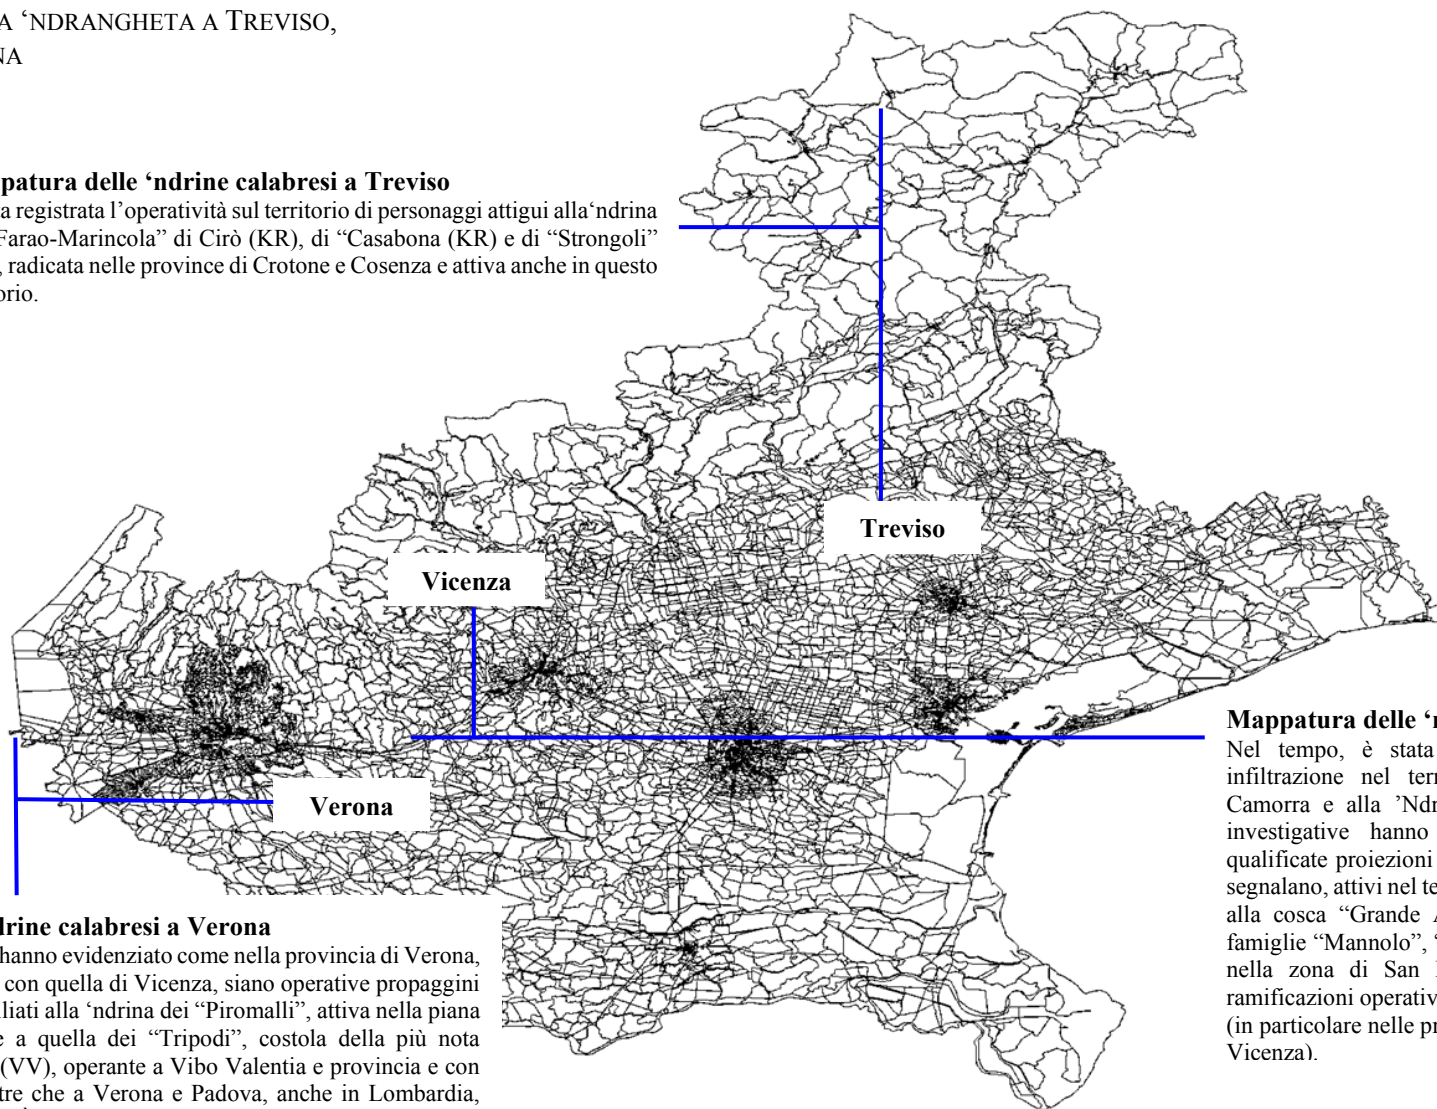 A ‘NDRANGHETA A TREVISO,
NA
patura delle ‘ndrine calabresi a Treviso
ta registrata l’operatività sul territorio di personaggi attigui alla‘ndrina
Farao-Marincola” di Cirò (KR), di “Casabona (KR) e di “Strongoli”
, radicata nelle province di Crotone e Cosenza e attiva anche in questo
orio.
Treviso
Vicenza
Verona
Mappatura delle ‘
Nel tempo, è stata
infiltrazione nel terr
Camorra e alla ’Ndr
investigative hanno
qualificate proiezioni
segnalano, attivi nel te
alla cosca “Grande A
famiglie “Mannolo”, “
nella zona di San
ramificazioni operativ
(in particolare nelle pr
Vicenza).
drine calabresi a Verona
hanno evidenziato come nella provincia di Verona,
con quella di Vicenza, siano operative propaggini
liati alla ‘ndrina dei “Piromalli”, attiva nella piana
e a quella dei “Tripodi”, costola della più nota
(VV), operante a Vibo Valentia e provincia e con
tre che a Verona e Padova, anche in Lombardia,